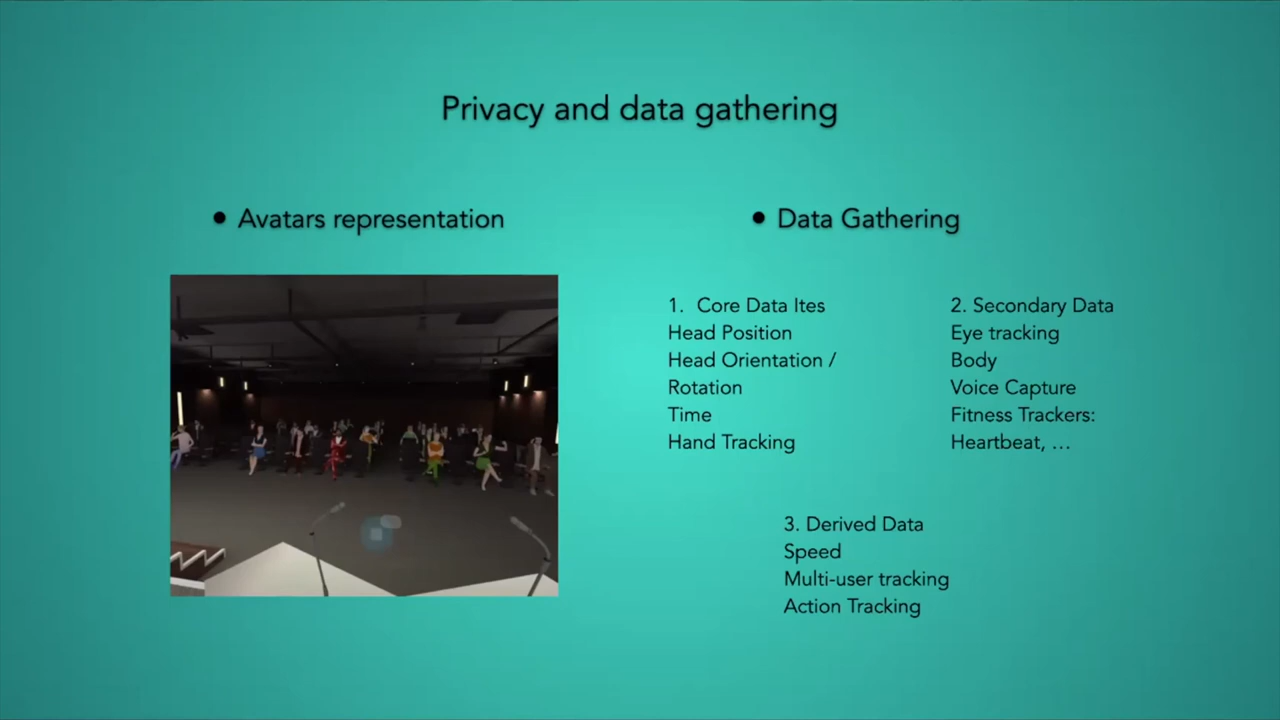 Privacy and data gathering
• Avatars representation
• Data Gathering
1. Core Data Ites
Head Position
Head Orientation /
Rotation
Time
Hand Tracking
2. Secondary Data
Eye tracking
Body
Voice Capture
Fitness Trackers:
Heartbeat, ...
3. Derived Data
Speed
Multi-user tracking
Action Tracking